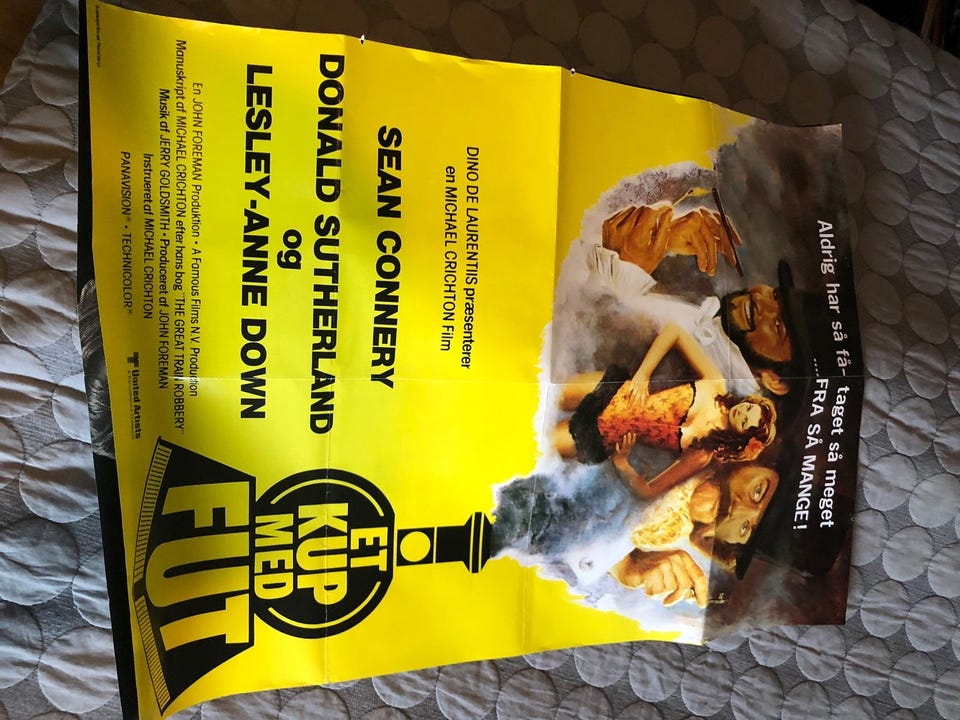 Aldrig har så få- taget så meget
....FRA SÅ MANGE!
DINO DE LAURENTIIS præsenterer
en MICHAEL CRICHTON Film
SEAN CONNERY
DONALD SUTHERLAND
og
LESLEY-ANNE DOWN
En JOHN FOREMAN Produktion • A Famous Films N.V. Production
Manuskript af MICHAEL CRICHTON efter hans bog "THE GREAT TRAIN ROBBERY"
Musik af JERRY GOLDSMITH • Produceret af JOHN FOREMAN
Instrueret af MICHAEL CRICHTON
PANAVISION® • TECHNICOLOR®
United Artists
ET
KUP
MED
FUT